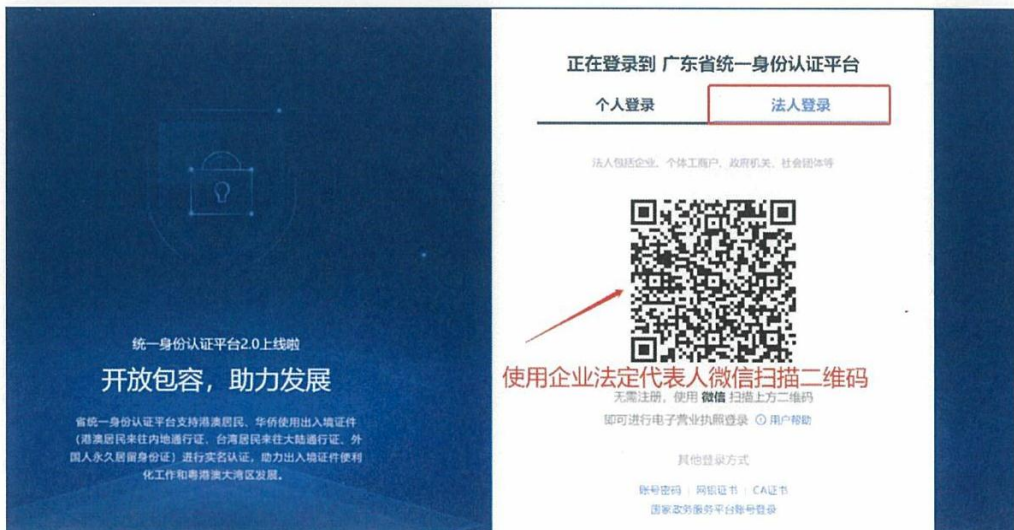 统一身份认证平台2.0上线啦
开放包容，助力发展
省统一身份认证平台支持港澳居民、华侨使用出入境证件
（港澳居民来往内地通行证、台湾居民来往大陆通行证、外
国人永久居留身份证）进行实名认证，助力出入境证件便利
化工作和粤港澳大湾区发展。
正在登录到 广东省统一身份认证平台
个人登录 法人登录
法人包括企业、个体工商户、政府机关、社会团体等
使用企业法定代表人微信扫描二维码
无需注册，使用 微信 扫描上方二维码
即可进行电子营业执照登录 用户帮助
其他登录方式
账号密码 | 网银证书 | CA证书
国家政务服务平台账号登录